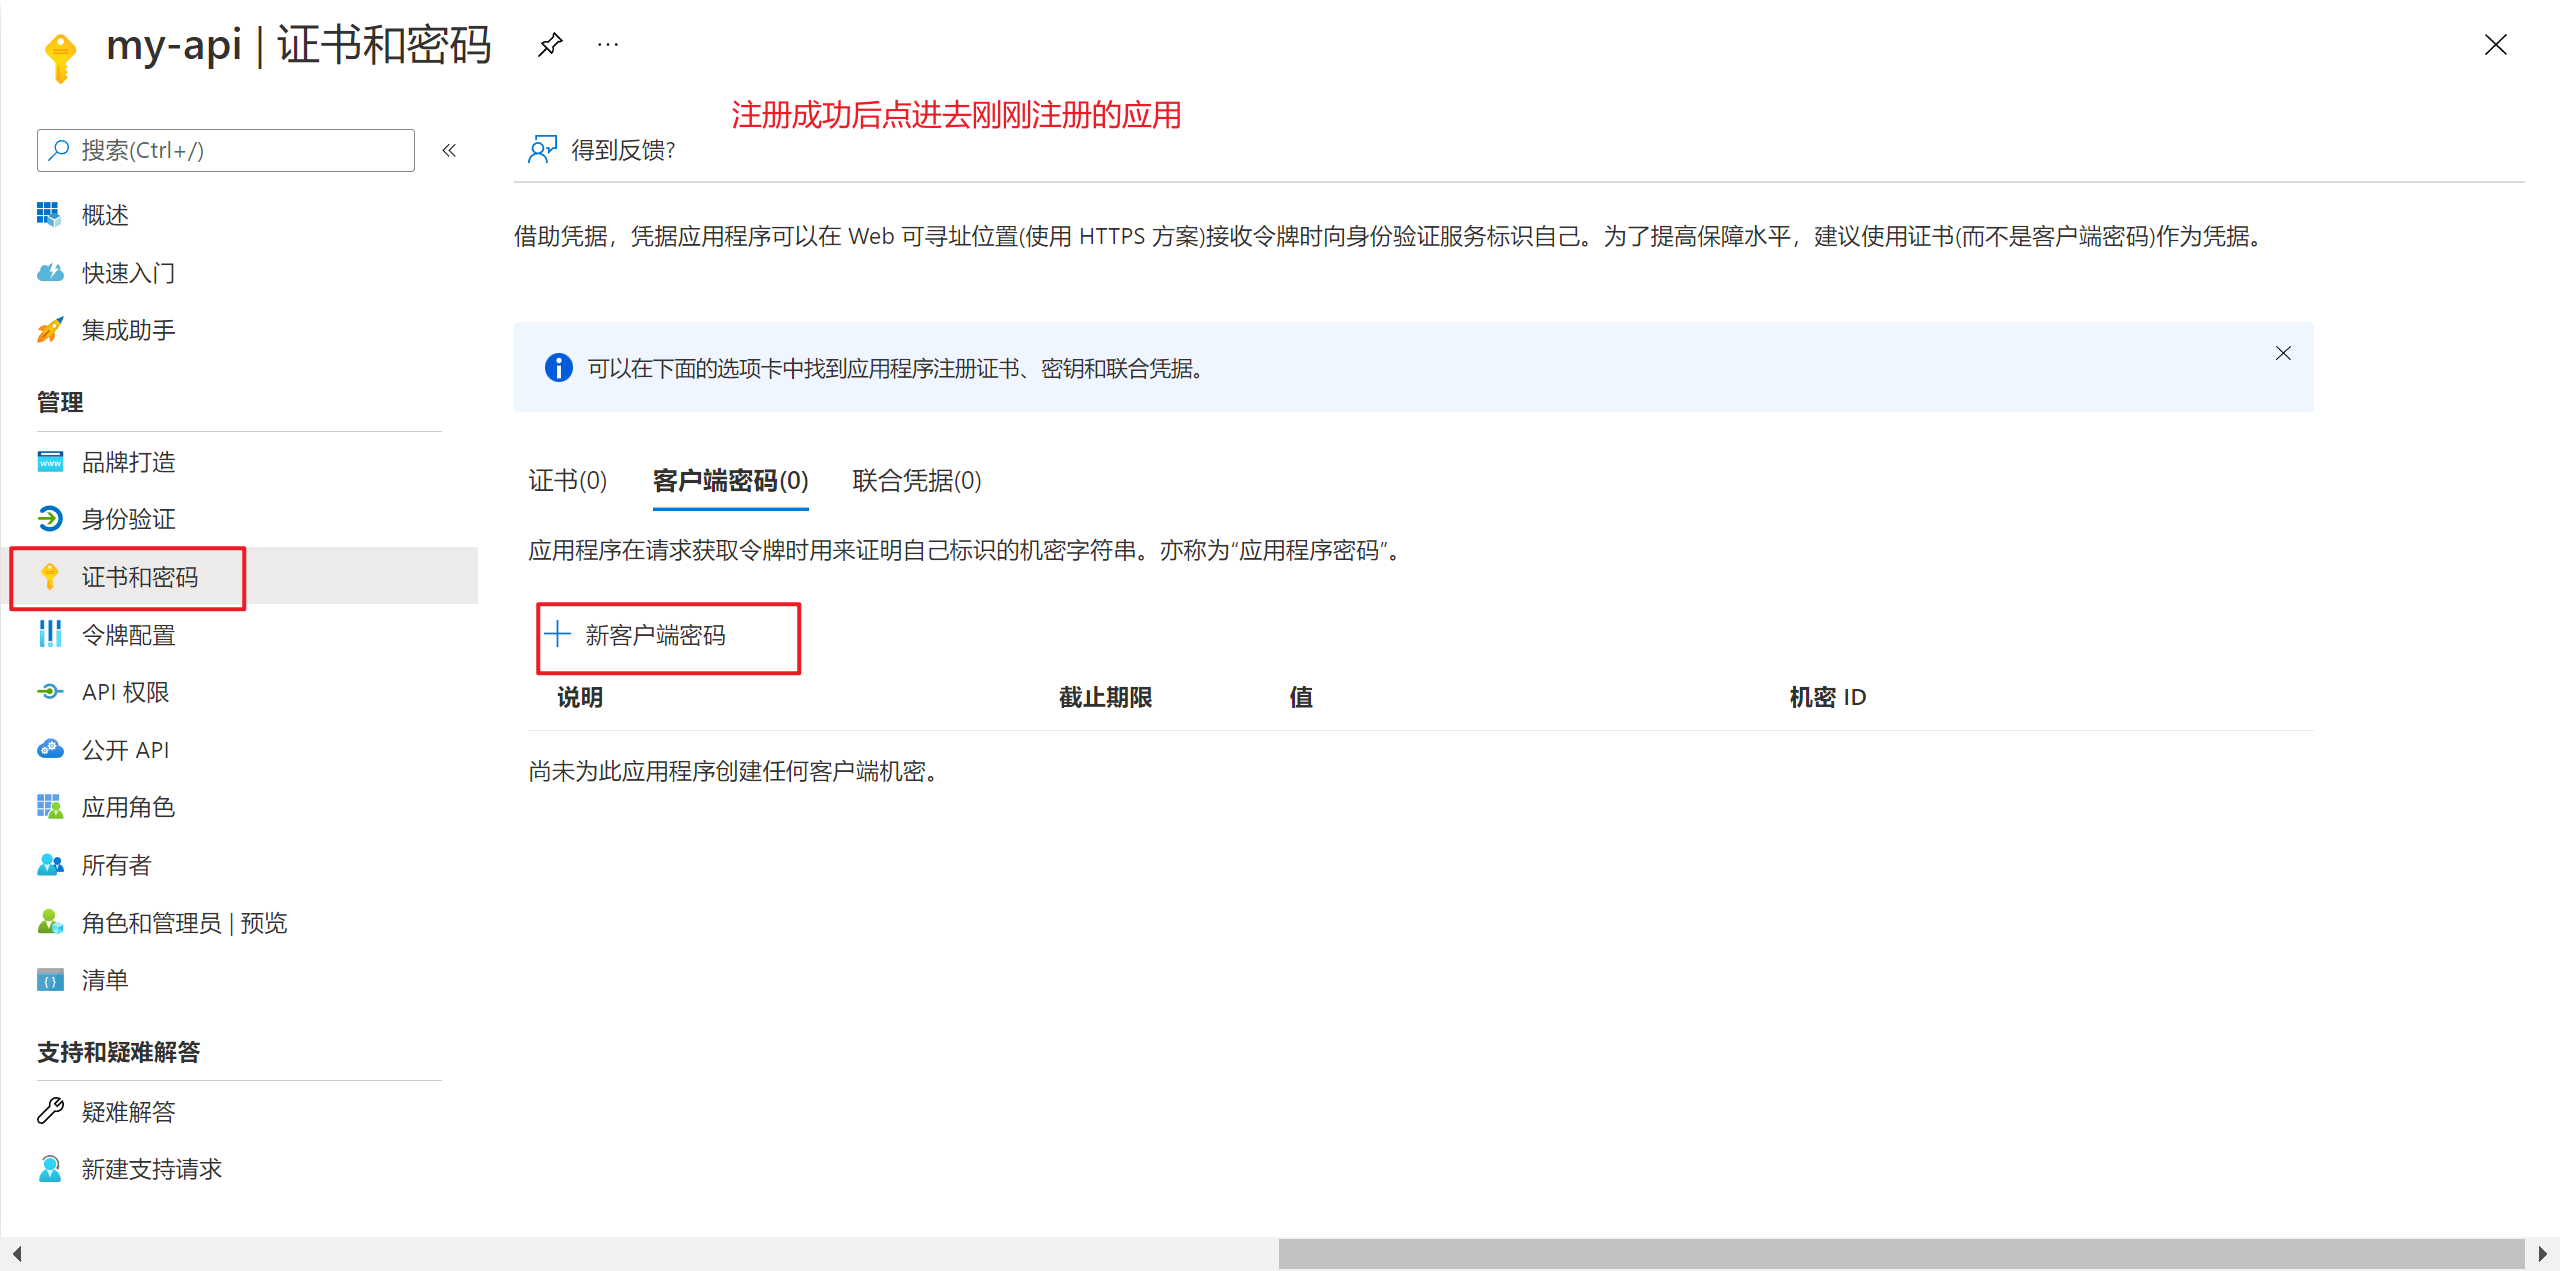 my-api | 证书和密码
注册成功后点进去刚刚注册的应用
搜索(Ctrl+/)
得到反馈?
概述
快速入门
集成助手
管理
品牌打造
身份验证
证书和密码
令牌配置
API 权限
公开 API
应用角色
所有者
角色和管理员 | 预览
清单
支持和疑难解答
疑难解答
新建支持请求
借助凭据，凭据应用程序可以在 Web 可寻址位置(使用 HTTPS 方案)接收令牌时向身份验证服务标识自己。为了提高保障水平，建议使用证书(而不是客户端密码)作为凭据。
可以在下面的选项卡中找到应用程序注册证书、密钥和联合凭据。
证书(0) 客户端密码(0) 联合凭据(0)
应用程序在请求获取令牌时用来证明自己标识的机密字符串。亦称为“应用程序密码”。
新客户端密码
说明 截止期限 值 机密 ID
尚未为此应用程序创建任何客户端机密。